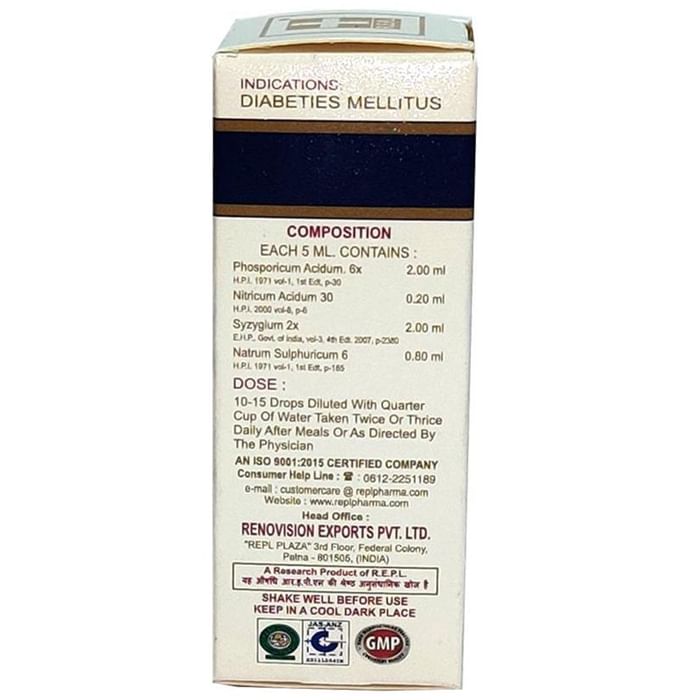 INDICATIONS:
DIABETIES MELLITUS
COMPOSITION
EACH 5 ML. CONTAINS :
Phosporicum Acidum. 6x 2.00 ml
H.P.I. 1971 vol-1, 1st Edt, p-30
Nitricum Acidum 30 0.20 ml
H.P.I. 2000 vol-8, p-6
Syzygium 2x 2.00 ml
E.H.P., Govt. of India, vol-3, 4th Edt. 2007, p-2380
Natrum Sulphuricum 6 0.80 ml
H.P.I. 1971 vol-1, 1st Edt, p-185
DOSE :
10-15 Drops Diluted With Quarter
Cup Of Water Taken Twice Or Thrice
Daily After Meals Or As Directed By
The Physician
AN ISO 9001:2015 CERTIFIED COMPANY
Consumer Help Line : ☎ : 0612-2251189
e-mail : customercare @ replpharma.com
Website : www.replpharma.com
Head Office :
RENOVISION EXPORTS PVT. LTD.
"REPL PLAZA" 3rd Floor, Federal Colony,
Patna - 801505, (INDIA)
A Research Product of R.E.P.L.
यह औषधि आर.इ.पी.एल की श्रेष्ठ अनुसंधानिक खोज है
SHAKE WELL BEFORE USE
KEEP IN A COOL DARK PLACE
JAS-ANZ
GMP